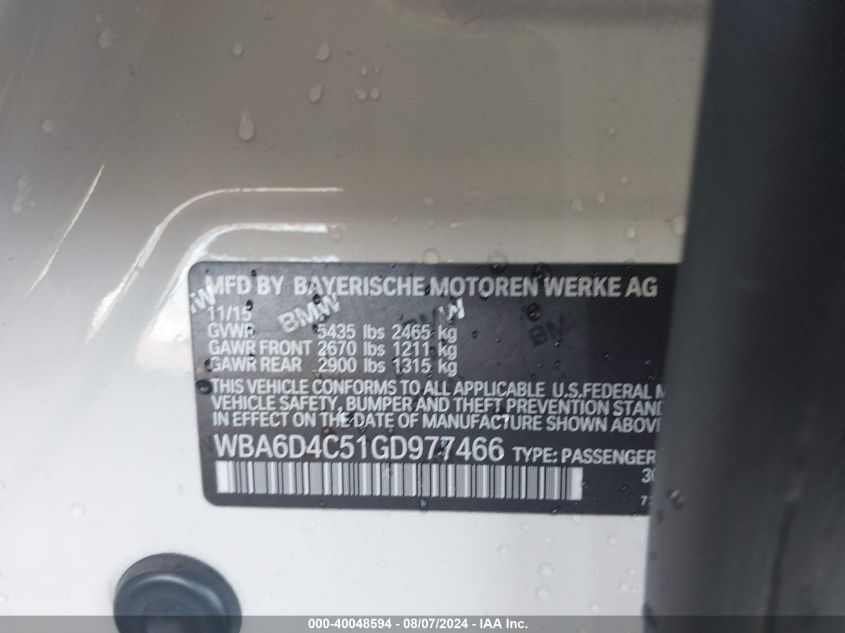 MFD BY BAYERISCHE MOTOREN WERKE AG
11/15
GVWR 5435 lbs 2465 kg
GAWR FRONT 2670 lbs 1211 kg
GAWR REAR 2900 lbs 1315 kg
THIS VEHICLE CONFORMS TO ALL APPLICABLE U.S.FEDERAL M
VEHICLE SAFETY, BUMPER AND THEFT PREVENTION STAND
IN EFFECT ON THE DATE OF MANUFACTURE SHOWN ABOVE
WBA6D4C51GD977466 TYPE: PASSENGER
BMW
BMW
000-40048594 - 08/07/2024 - IAA Inc.